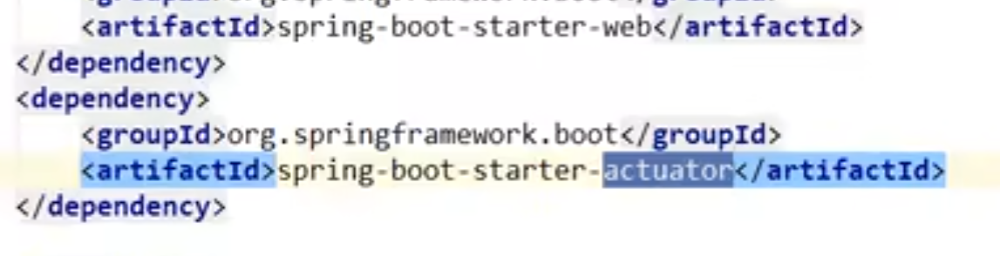 <artifactId>spring-boot-starter-web</artifactId>
</dependency>
<dependency>
<groupId>org.springframework.boot</groupId>
<artifactId>spring-boot-starter-actuator</artifactId>
</dependency>